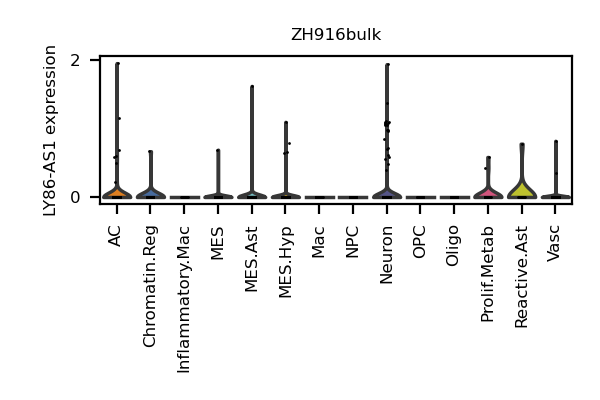 ZH916bulk
LY86-AS1 expression
2
0
AC
Chromatin.Reg
Inflammatory.Mac
MES
MES.Ast
MES.Hyp
Mac
NPC
Neuron
OPC
Oligo
Prolif.Metab
Reactive.Ast
Vasc